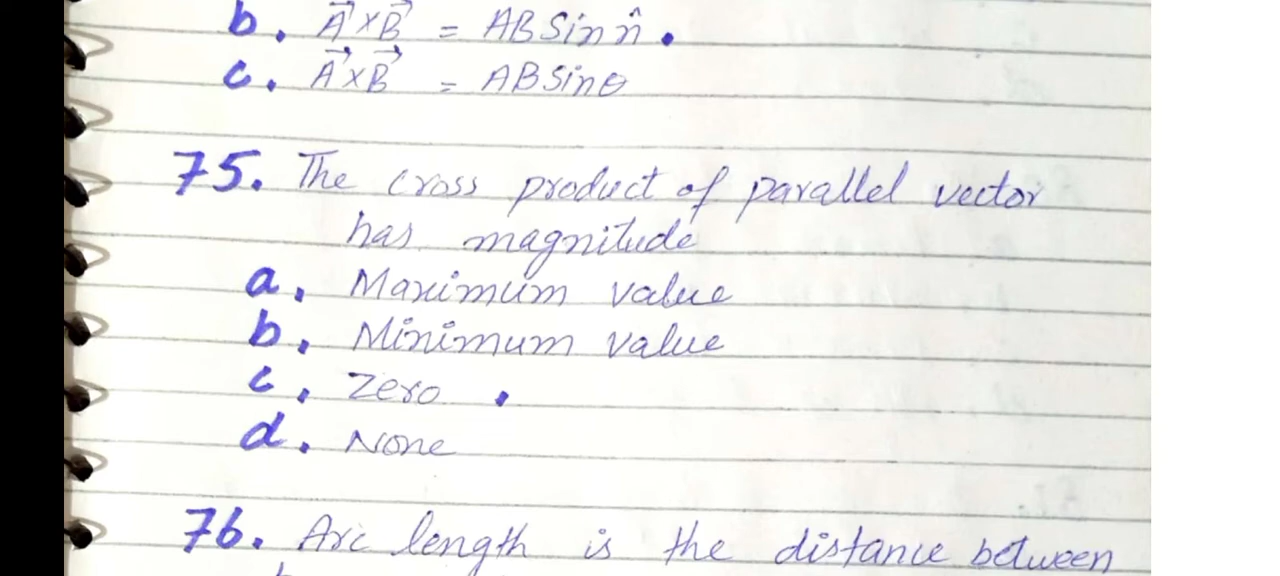 b. A⃗×B⃗ = ABSin n̂ .
c. A⃗×B⃗ = ABSinθ
75. The cross product of parallel vector
has magnitude
a. Maximum value
b. Minimum value
c. Zero .
d. None
76. Arc length is the distance between